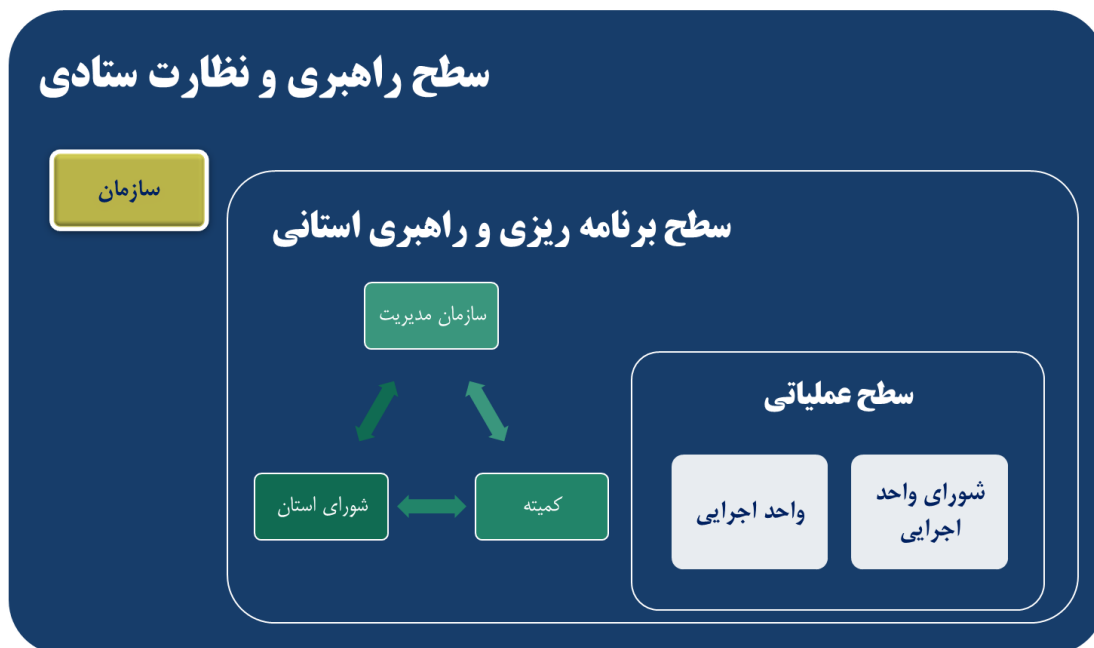 سطح راهبری و نظارت ستادی
سازمان
سطح برنامه ریزی و راهبری استانی
سازمان مدیریت
کمیته
شورای استان
سطح عملیاتی
شورای واحد
اجرایی
واحد اجرایی